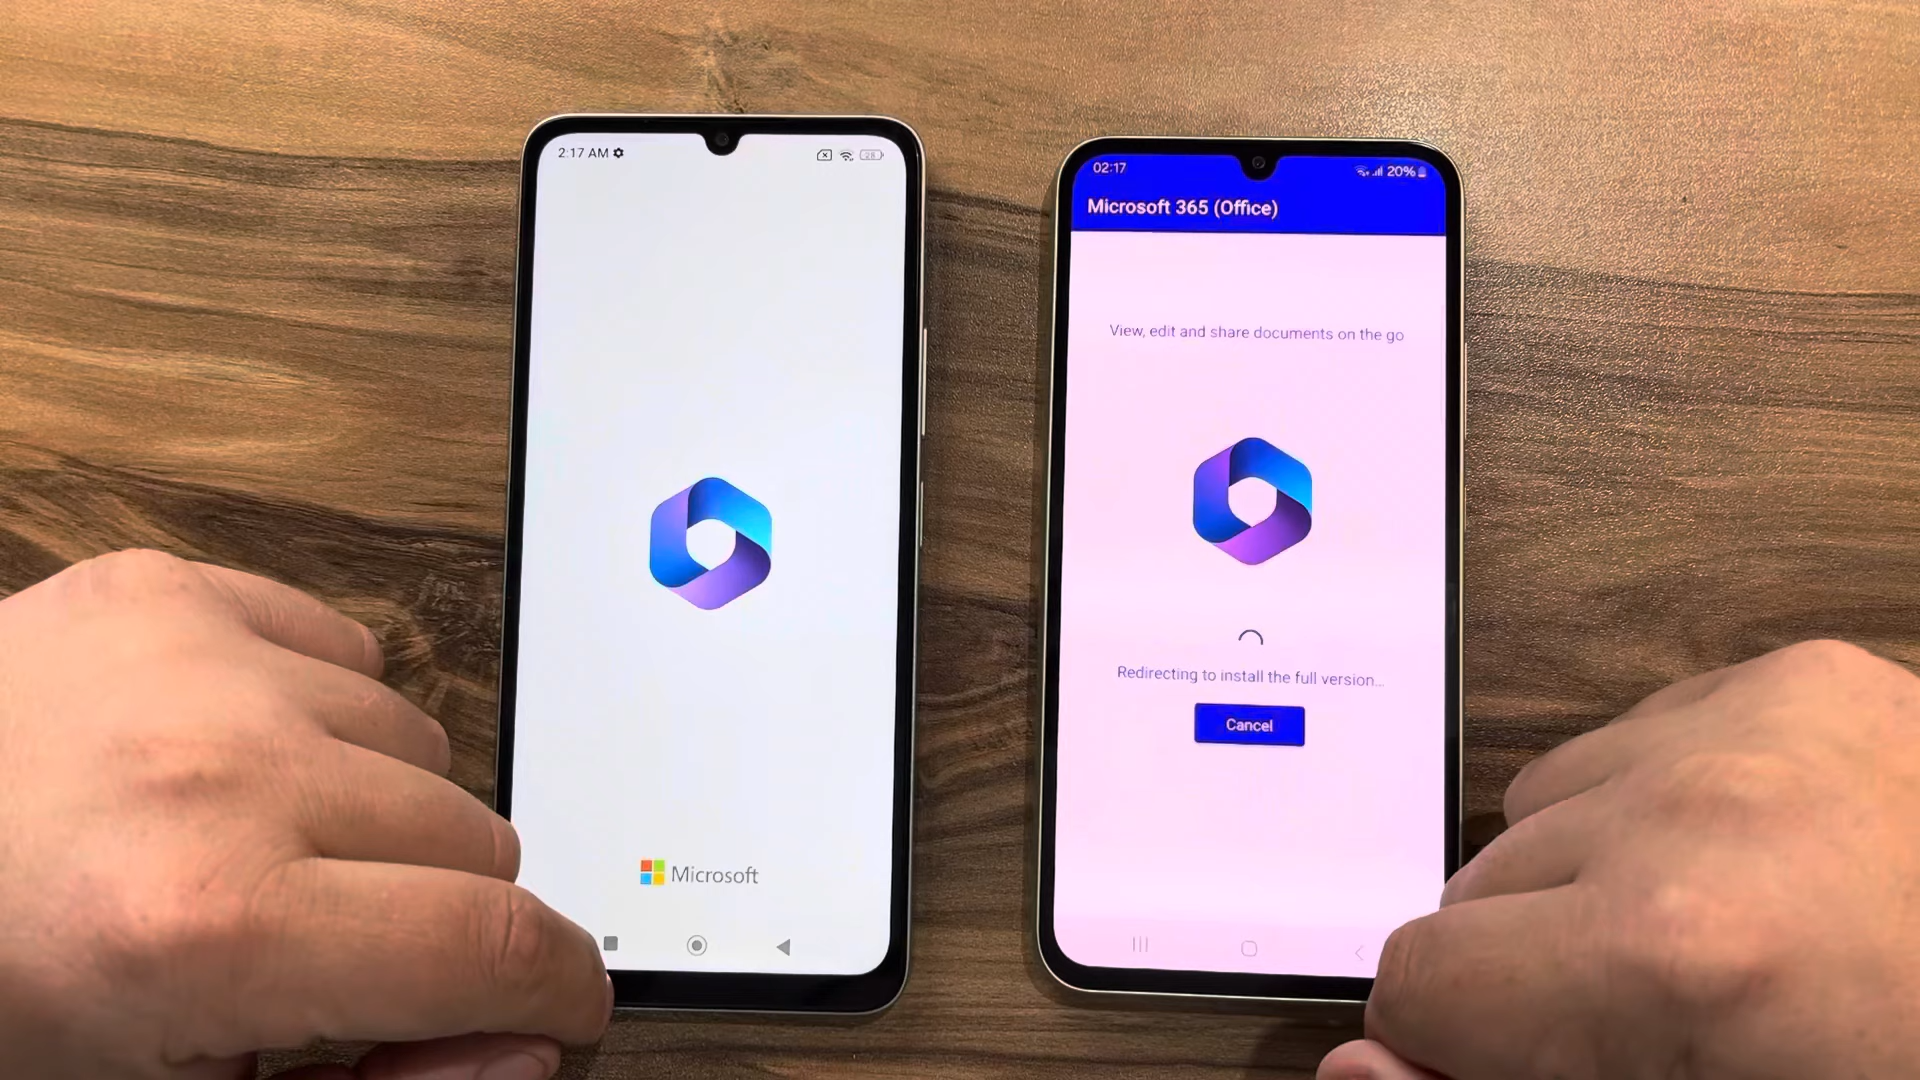 2:17 AM
28
Microsoft
02:17
20%
Microsoft 365 (Office)
View, edit and share documents on the go
Redirecting to install the full version...
Cancel